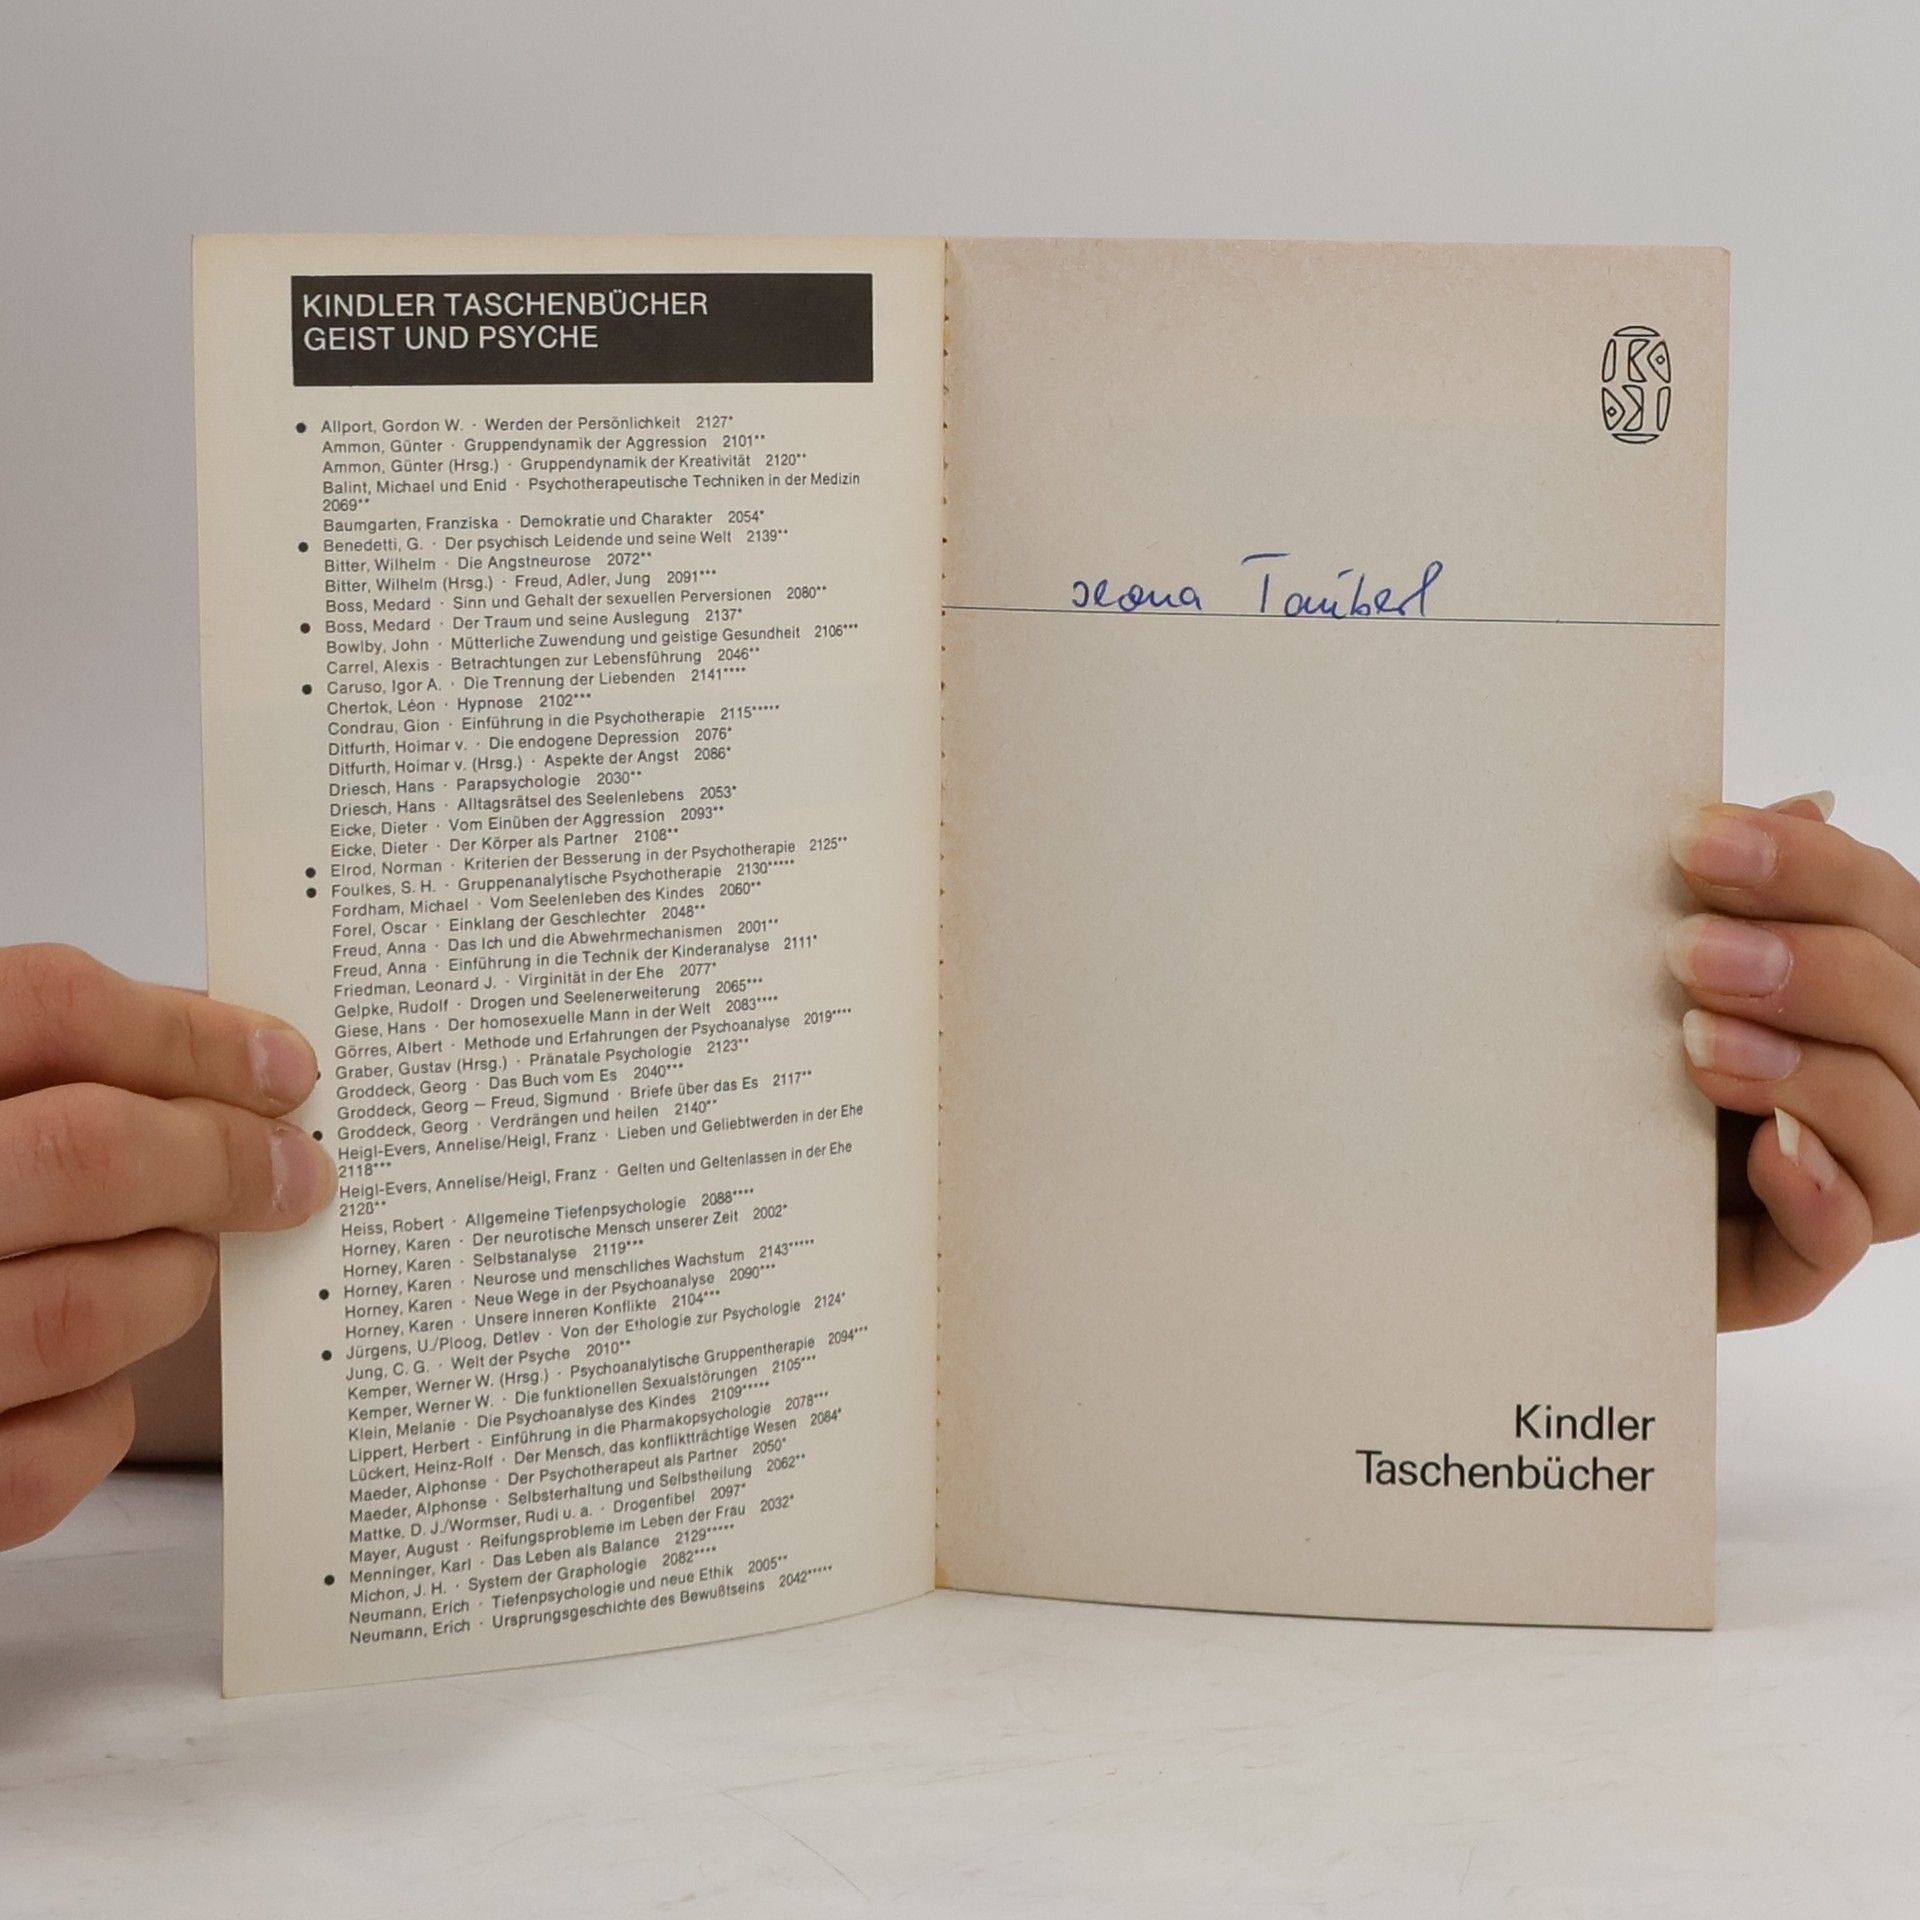 KINDLER TASCHENBÜCHER
GEIST UND PSYCHE
● Allport, Gordon W. · Werden der Persönlichkeit 2127*
Ammon, Günter · Gruppendynamik der Aggression 2101**
Ammon, Günter (Hrsg.) · Gruppendynamik der Kreativität 2120**
Balint, Michael und Enid · Psychotherapeutische Techniken in der Medizin
2069**
Baumgarten, Franziska · Demokratie und Charakter 2054*
● Benedetti, G. · Der psychisch Leidende und seine Welt 2139**
Bitter, Wilhelm · Die Angstneurose 2072**
Bitter, Wilhelm (Hrsg.) · Freud, Adler, Jung 2091***
Boss, Medard · Sinn und Gehalt der sexuellen Perversionen 2080**
● Boss, Medard · Der Traum und seine Auslegung 2137*
Bowlby, John · Mütterliche Zuwendung und geistige Gesundheit 2106***
Carrel, Alexis · Betrachtungen zur Lebensführung 2046**
● Caruso, Igor A. · Die Trennung der Liebenden 2141****
Chertok, Léon · Hypnose 2102***
Condrau, Gion · Einführung in die Psychotherapie 2115*****
Ditfurth, Hoimar v. · Die endogene Depression 2076*
Ditfurth, Hoimar v. (Hrsg.) · Aspekte der Angst 2086*
Driesch, Hans · Parapsychologie 2030**
Driesch, Hans · Alltagsrätsel des Seelenlebens 2053*
Eicke, Dieter · Vom Einüben der Aggression 2093**
Eicke, Dieter · Der Körper als Partner 2108**
● Elrod, Norman · Kriterien der Besserung in der Psychotherapie 2125**
● Foulkes, S. H. · Gruppenanalytische Psychotherapie 2130*****
Fordham, Michael · Vom Seelenleben des Kindes 2060**
Forel, Oscar · Einklang der Geschlechter 2048**
Freud, Anna · Das Ich und die Abwehrmechanismen 2001**
Freud, Anna · Einführung in die Technik der Kinderanalyse 2111*
Friedman, Leonard J. · Virginität in der Ehe 2077*
Gelpke, Rudolf · Drogen und Seelenerweiterung 2065***
Giese, Hans · Der homosexuelle Mann in der Welt 2083****
Görres, Albert · Methode und Erfahrungen der Psychoanalyse 2019****
● Graber, Gustav (Hrsg.) · Pränatale Psychologie 2123**
Groddeck, Georg · Das Buch vom Es 2040***
Groddeck, Georg – Freud, Sigmund · Briefe über das Es 2117**
● Groddeck, Georg · Verdrängen und heilen 2140**
Heigl-Evers, Annelise/Heigl, Franz · Lieben und Geliebtwerden in der Ehe
2118***
Heigl-Evers, Annelise/Heigl, Franz · Gelten und Geltenlassen in der Ehe
2128**
Heiss, Robert · Allgemeine Tiefenpsychologie 2088****
Horney, Karen · Der neurotische Mensch unserer Zeit 2002*
Horney, Karen · Selbstanalyse 2119***
● Horney, Karen · Neurose und menschliches Wachstum 2143*****
Horney, Karen · Neue Wege in der Psychoanalyse 2090***
Horney, Karen · Unsere inneren Konflikte 2104***
● Jürgens, U./Ploog, Detlev · Von der Ethologie zur Psychologie 2124*
Jung, C. G. · Welt der Psyche 2010**
Kemper, Werner W. (Hrsg.) · Psychoanalytische Gruppentherapie 2094***
Kemper, Werner W. · Die funktionellen Sexualstörungen 2105***
Klein, Melanie · Die Psychoanalyse des Kindes 2109*****
Lippert, Herbert · Einführung in die Pharmakopsychologie 2078***
Lückert, Heinz-Rolf · Der Mensch, das konfliktträchtige Wesen 2084*
Maeder, Alphonse · Der Psychotherapeut als Partner 2050*
Maeder, Alphonse · Selbsterhaltung und Selbstheilung 2062**
Mattke, D. J./Wormser, Rudi u. a. · Drogenfibel 2097*
Mayer, August · Reifungsprobleme im Leben der Frau 2032*
● Menninger, Karl · Das Leben als Balance 2129*****
Michon, J. H. · System der Graphologie 2082****
Neumann, Erich · Tiefenpsychologie und neue Ethik 2005**
Neumann, Erich · Ursprungsgeschichte des Bewußtseins 2042*****
Kindler
Taschenbücher